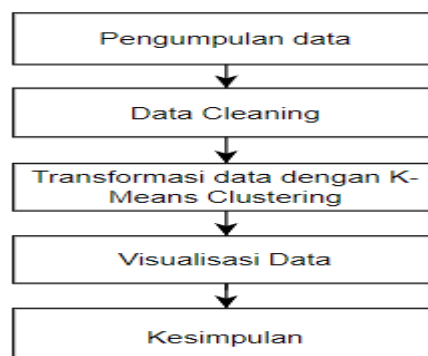 Pengumpulan data
Data Cleaning
Transformasi data dengan K-
Means Clustering
Visualisasi Data
Kesimpulan